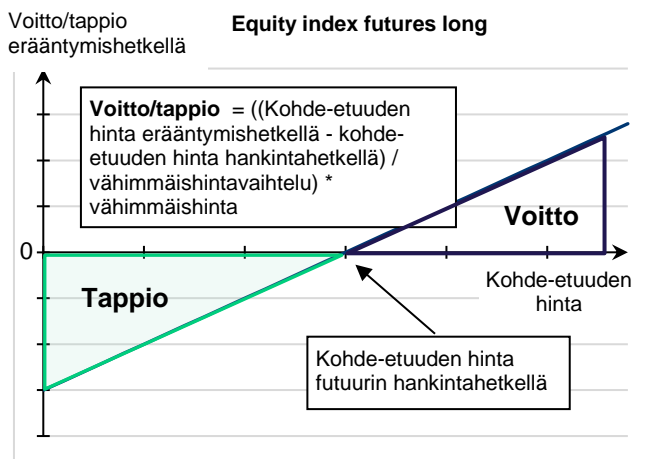 Voitto/tappio
erääntymishetkellä
Equity index futures long
Voitto/tappio = ((Kohde-etuuden
hinta erääntymishetkellä - kohde-
etuuden hinta hankintahetkellä) /
vähimmäishintavaihtelu) *
vähimmäishinta
Voitto
0
Kohde-etuuden
hinta
Tappio
Kohde-etuuden hinta
futuurin hankintahetkellä